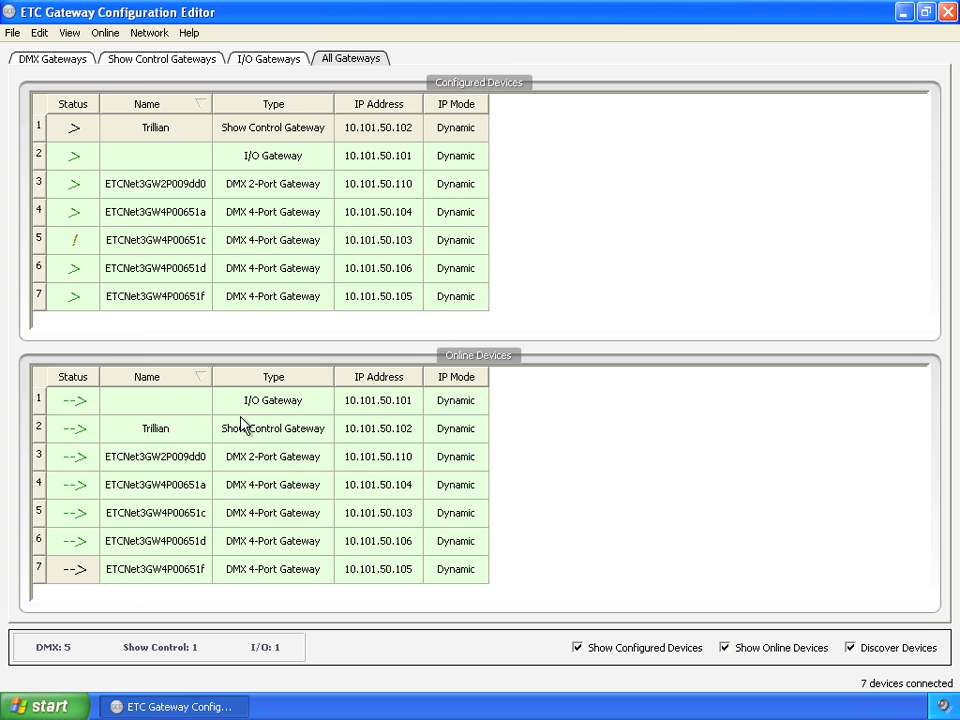 ETC Gateway Configuration Editor
File Edit View Online Network Help
DMX Gateways Show Control Gateways I/O Gateways All Gateways
Configured Devices
Status Name Type IP Address IP Mode
1 > Trillian Show Control Gateway 10.101.50.102 Dynamic
2 > I/O Gateway 10.101.50.101 Dynamic
3 > ETCNet3GW2P009dd0 DMX 2-Port Gateway 10.101.50.110 Dynamic
4 > ETCNet3GW4P00651a DMX 4-Port Gateway 10.101.50.104 Dynamic
5 ! ETCNet3GW4P00651c DMX 4-Port Gateway 10.101.50.103 Dynamic
6 > ETCNet3GW4P00651d DMX 4-Port Gateway 10.101.50.106 Dynamic
7 > ETCNet3GW4P00651f DMX 4-Port Gateway 10.101.50.105 Dynamic
Online Devices
Status Name Type IP Address IP Mode
1 --> I/O Gateway 10.101.50.101 Dynamic
2 --> Trillian Show Control Gateway 10.101.50.102 Dynamic
3 --> ETCNet3GW2P009dd0 DMX 2-Port Gateway 10.101.50.110 Dynamic
4 --> ETCNet3GW4P00651a DMX 4-Port Gateway 10.101.50.104 Dynamic
5 --> ETCNet3GW4P00651c DMX 4-Port Gateway 10.101.50.103 Dynamic
6 --> ETCNet3GW4P00651d DMX 4-Port Gateway 10.101.50.106 Dynamic
7 --> ETCNet3GW4P00651f DMX 4-Port Gateway 10.101.50.105 Dynamic
DMX: 5 Show Control: 1 I/O: 1 Show Configured Devices Show Online Devices Discover Devices
7 devices connected
start ETC Gateway Config...